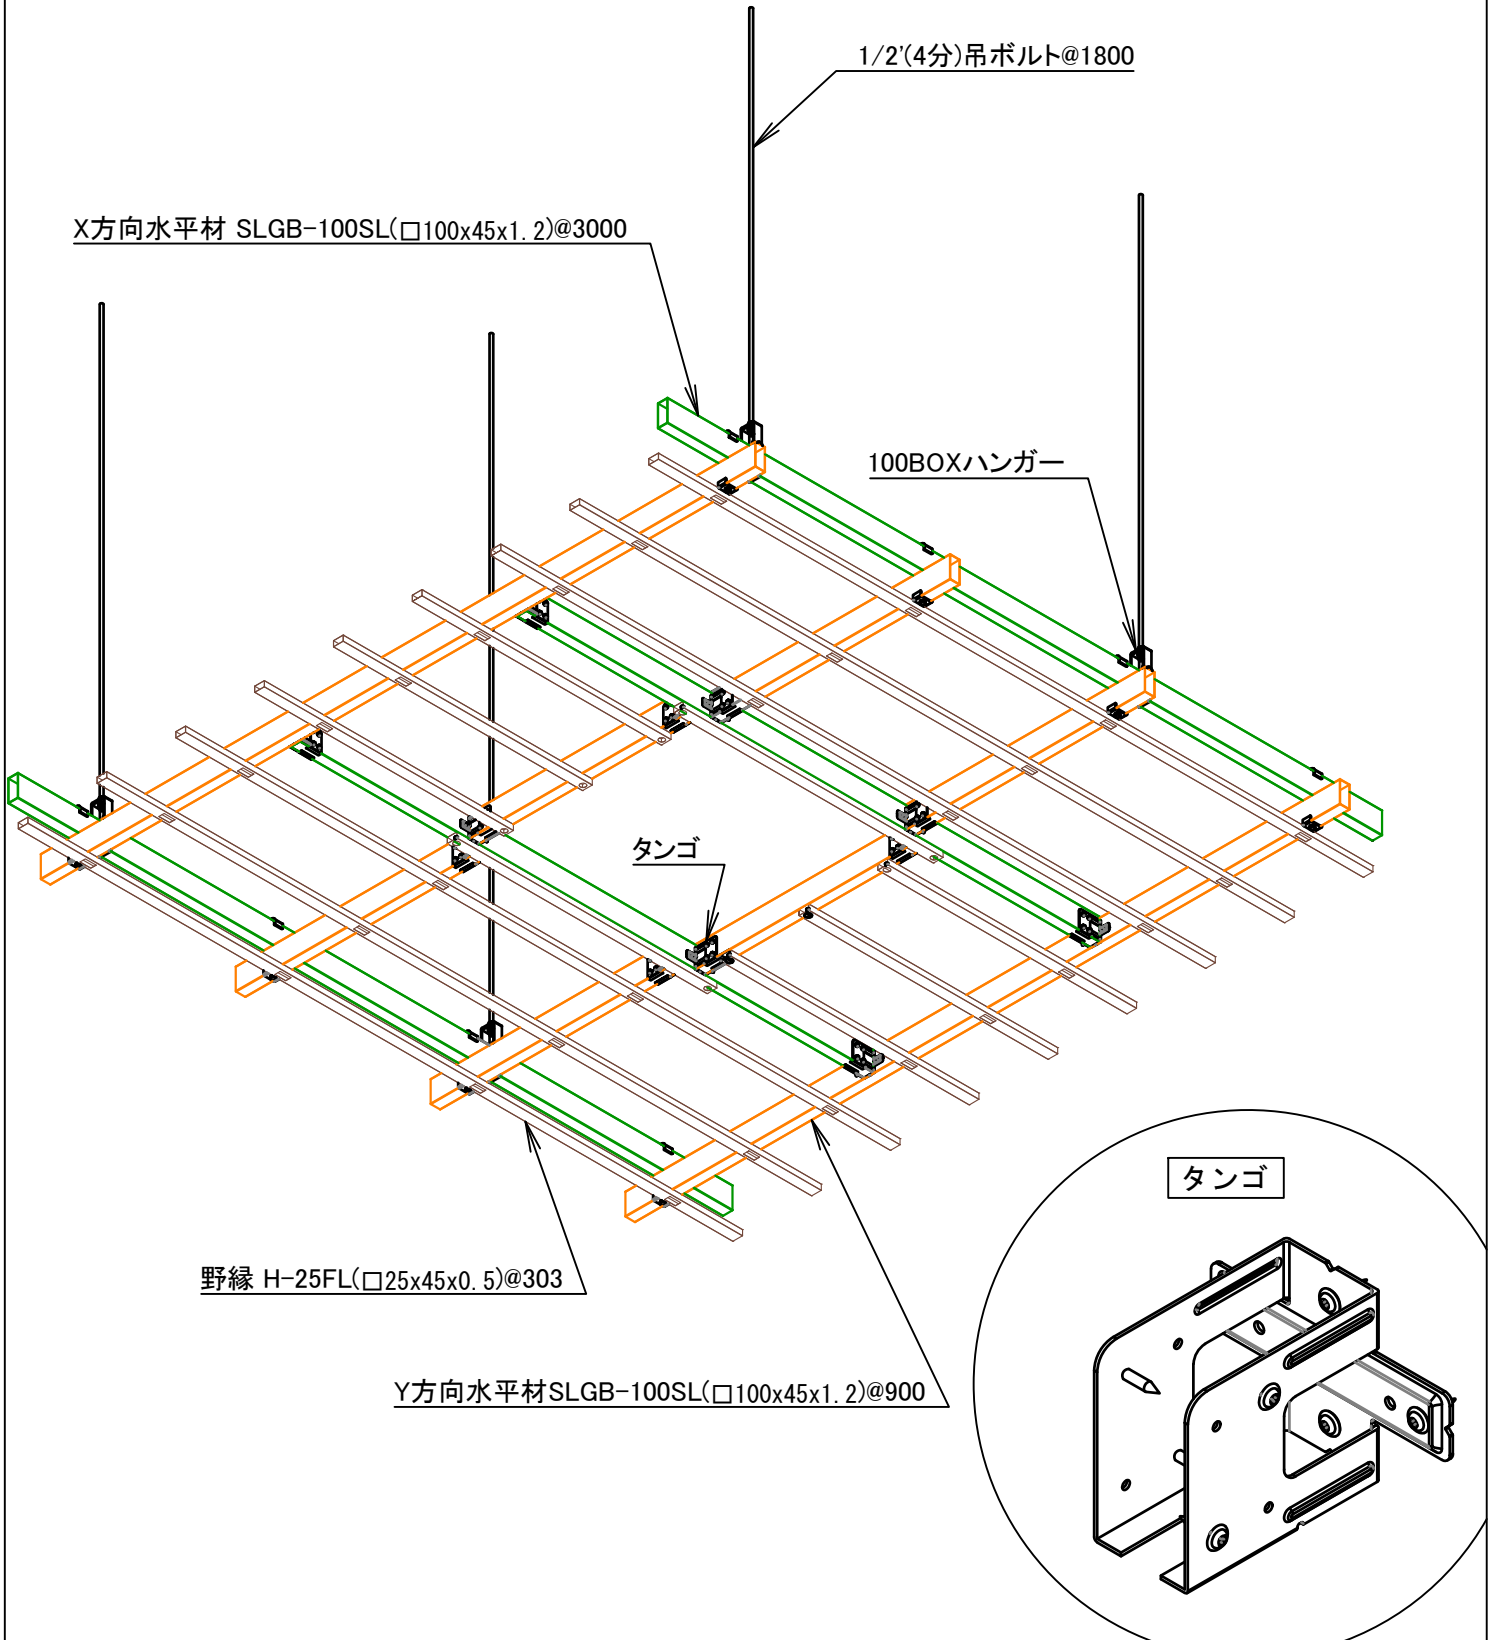 1/2'(4分)吊ボルト@1800
X方向水平材 SLGB-100SL(□100x45x1.2)@3000
100BOXハンガー
タンゴ
タンゴ
野縁 H-25FL(□25x45x0.5)@303
Y方向水平材SLGB-100SL(□100x45x1.2)@900